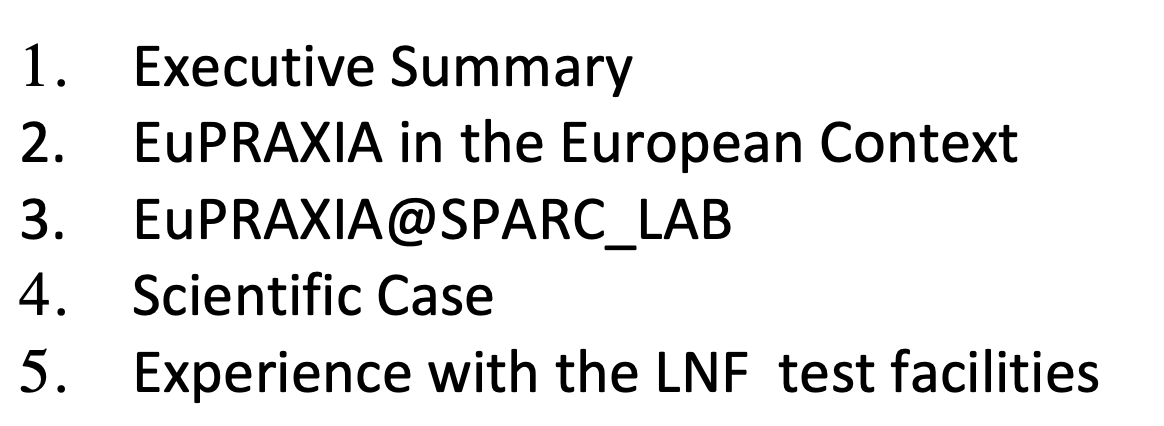 1. Executive Summary
2. EuPRAXIA in the European Context
3. EuPRAXIA@SPARC_LAB
4. Scientific Case
5. Experience with the LNF  test facilities